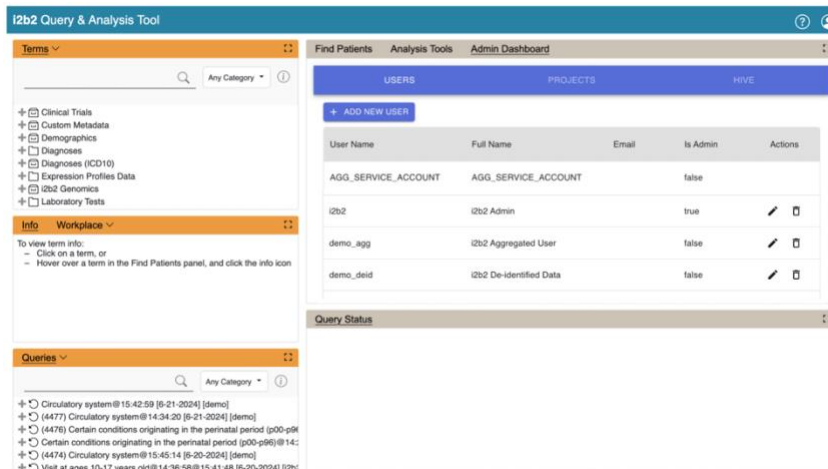 i2b2 Query & Analysis Tool
Terms
Any Category
Clinical Trials
Custom Metadata
Demographics
Diagnoses
Diagnoses (ICD10)
Expression Profiles Data
i2b2 Genomics
Laboratory Tests
Info Workplace
To view term info:
– Click on a term, or
– Hover over a term in the Find Patients panel, and click the info icon
Queries
Any Category
Circulatory system@15:42:59 [6-21-2024] [demo]
(4477) Circulatory system@14:34:20 [6-21-2024] [demo]
(4476) Certain conditions originating in the perinatal period (p00-p96
Certain conditions originating in the perinatal period (p00-p96)@14:
(4474) Circulatory system@15:45:14 [6-20-2024] [demo]
Visit at ages 10-17 years old@14:36:58@15:41:48 [6-20-2024] [i2b
Find Patients Analysis Tools Admin Dashboard
USERS PROJECTS HIVE
+ ADD NEW USER
User Name Full Name Email Is Admin Actions
AGG_SERVICE_ACCOUNT AGG_SERVICE_ACCOUNT false
i2b2 i2b2 Admin true
demo_agg i2b2 Aggregated User false
demo_deid i2b2 De-identified Data false
Query Status